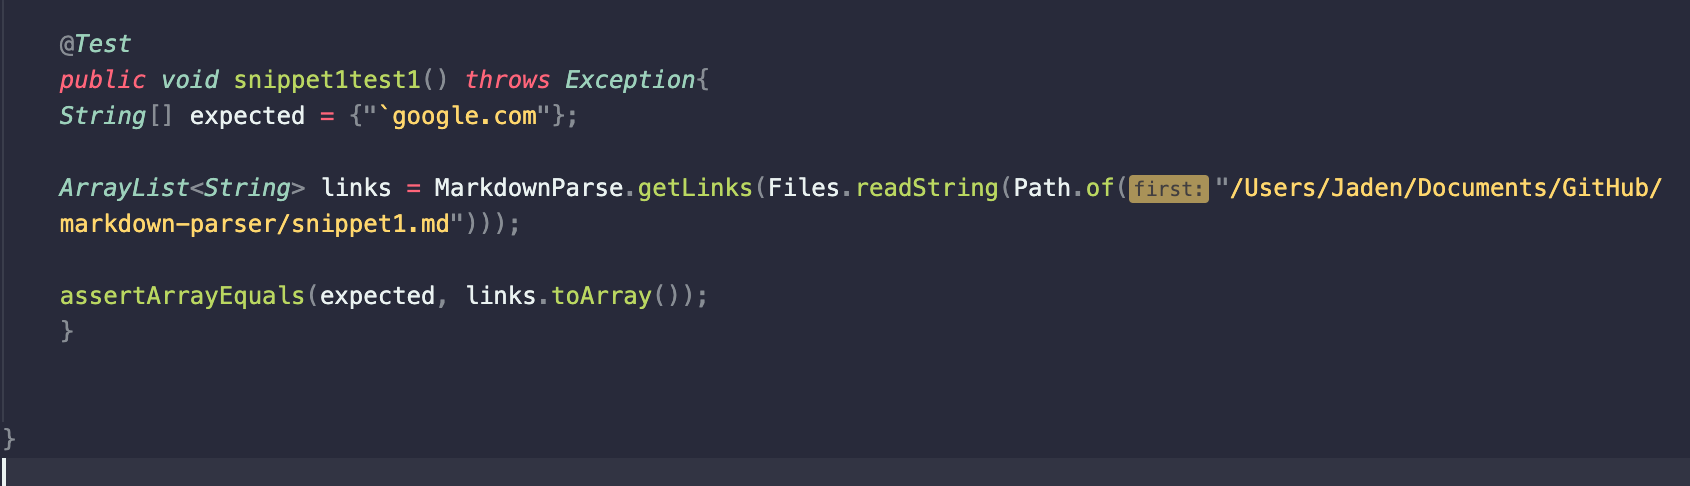 @Test
public void snippet1test1() throws Exception{
String[] expected = {"`google.com"};
ArrayList<String> links = MarkdownParse.getLinks(Files.readString(Path.of(first:"/Users/Jaden/Documents/GitHub/
markdown-parser/snippet1.md")));
assertArrayEquals(expected, links.toArray());
}
}